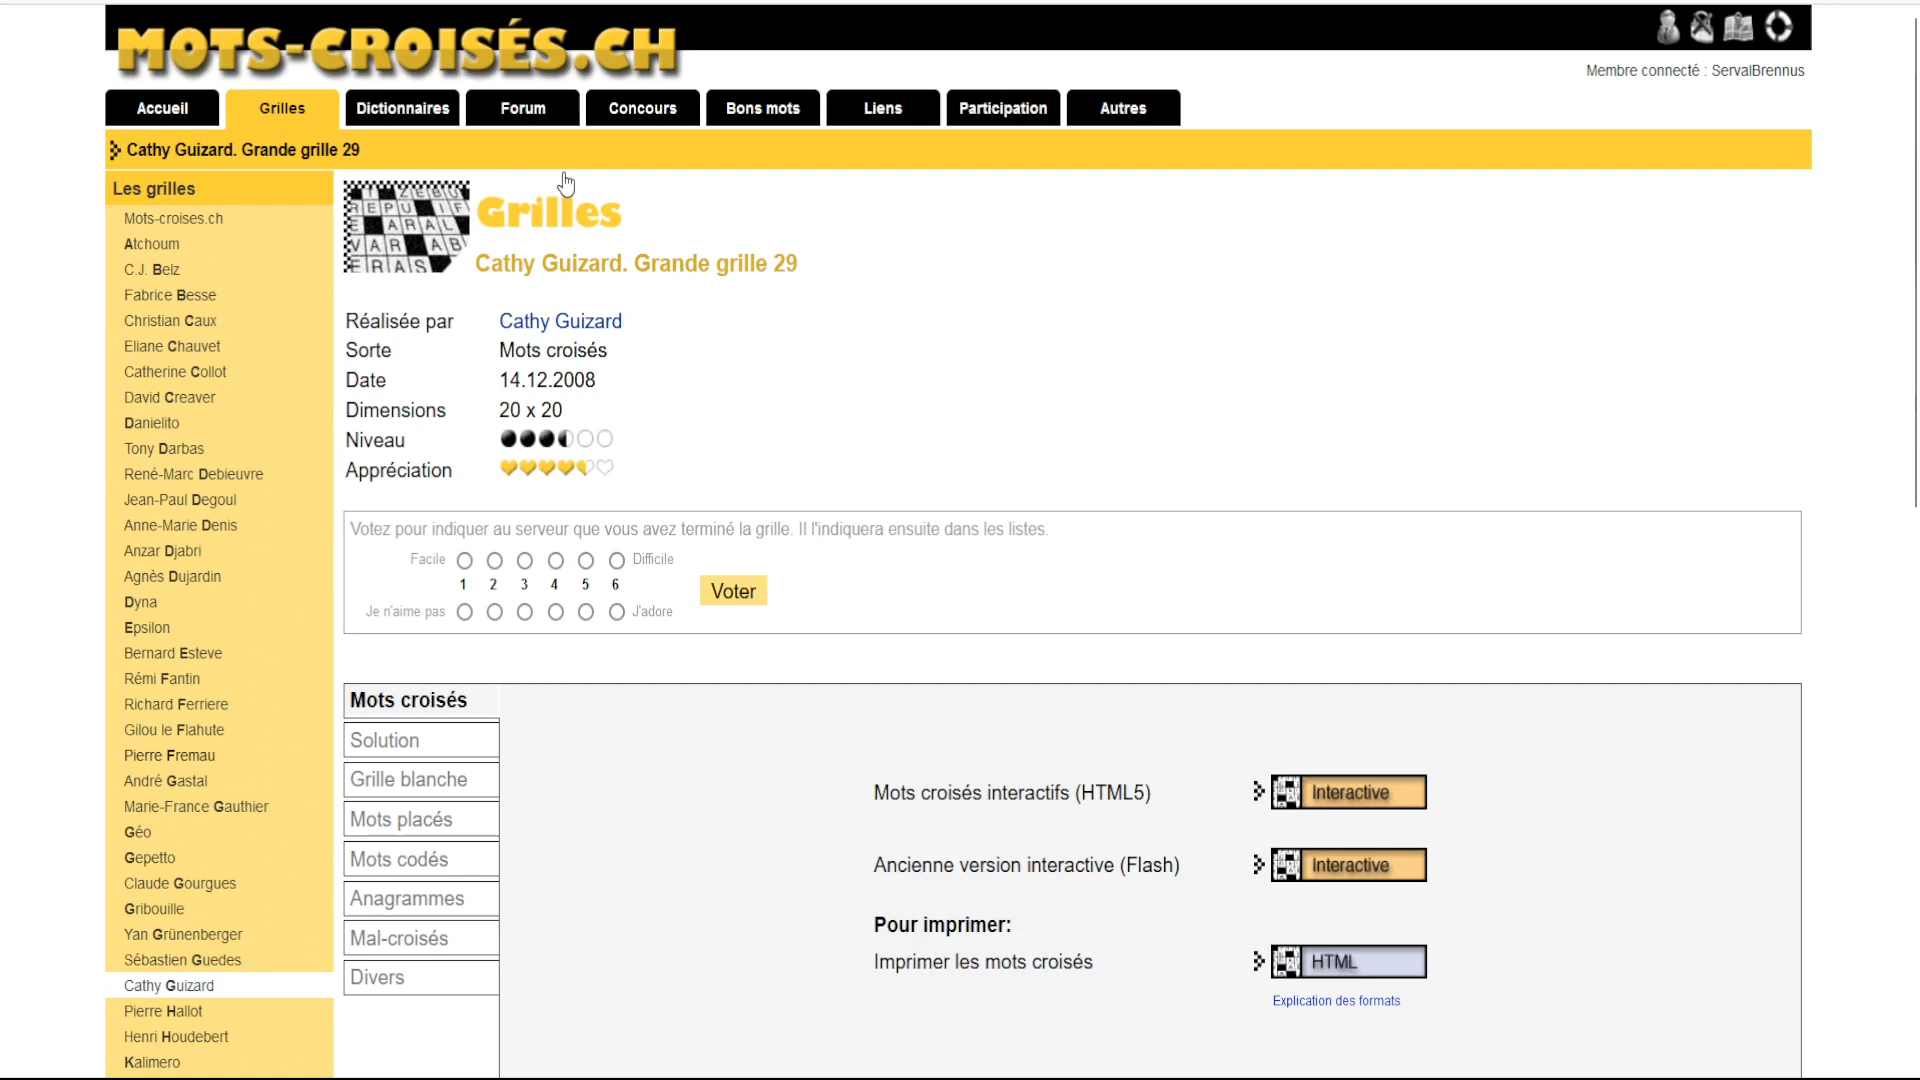 MOTS-CROISÉS.CH
Membre connecté : ServalBrennus
Accueil
Grilles
Dictionnaires
Forum
Concours
Bons mots
Liens
Participation
Autres
Cathy Guizard. Grande grille 29
Les grilles
Mots-croises.ch
Atchoum
C.J. Belz
Fabrice Besse
Christian Caux
Eliane Chauvet
Catherine Collot
David Creaver
Danielito
Tony Darbas
René-Marc Debieuvre
Jean-Paul Degoul
Anne-Marie Denis
Anzar Djabri
Agnès Dujardin
Dyna
Epsilon
Bernard Esteve
Rémi Fantin
Richard Ferriere
Gilou le Flahute
Pierre Fremau
André Gastal
Marie-France Gauthier
Géo
Gepetto
Claude Gourgues
Gribouille
Yan Grünenberger
Sébastien Guedes
Cathy Guizard
Pierre Hallot
Henri Houdebert
Kalimero
Grilles
Cathy Guizard. Grande grille 29
Réalisée par Cathy Guizard
Sorte Mots croisés
Date 14.12.2008
Dimensions 20 x 20
Niveau
Appréciation
Votez pour indiquer au serveur que vous avez terminé la grille. Il l'indiquera ensuite dans les listes.
Facile Difficile
1 2 3 4 5 6
Je n'aime pas J'adore
Voter
Mots croisés
Solution
Grille blanche
Mots placés
Mots codés
Anagrammes
Mal-croisés
Divers
Mots croisés interactifs (HTML5) Interactive
Ancienne version interactive (Flash) Interactive
Pour imprimer:
Imprimer les mots croisés HTML
Explication des formats